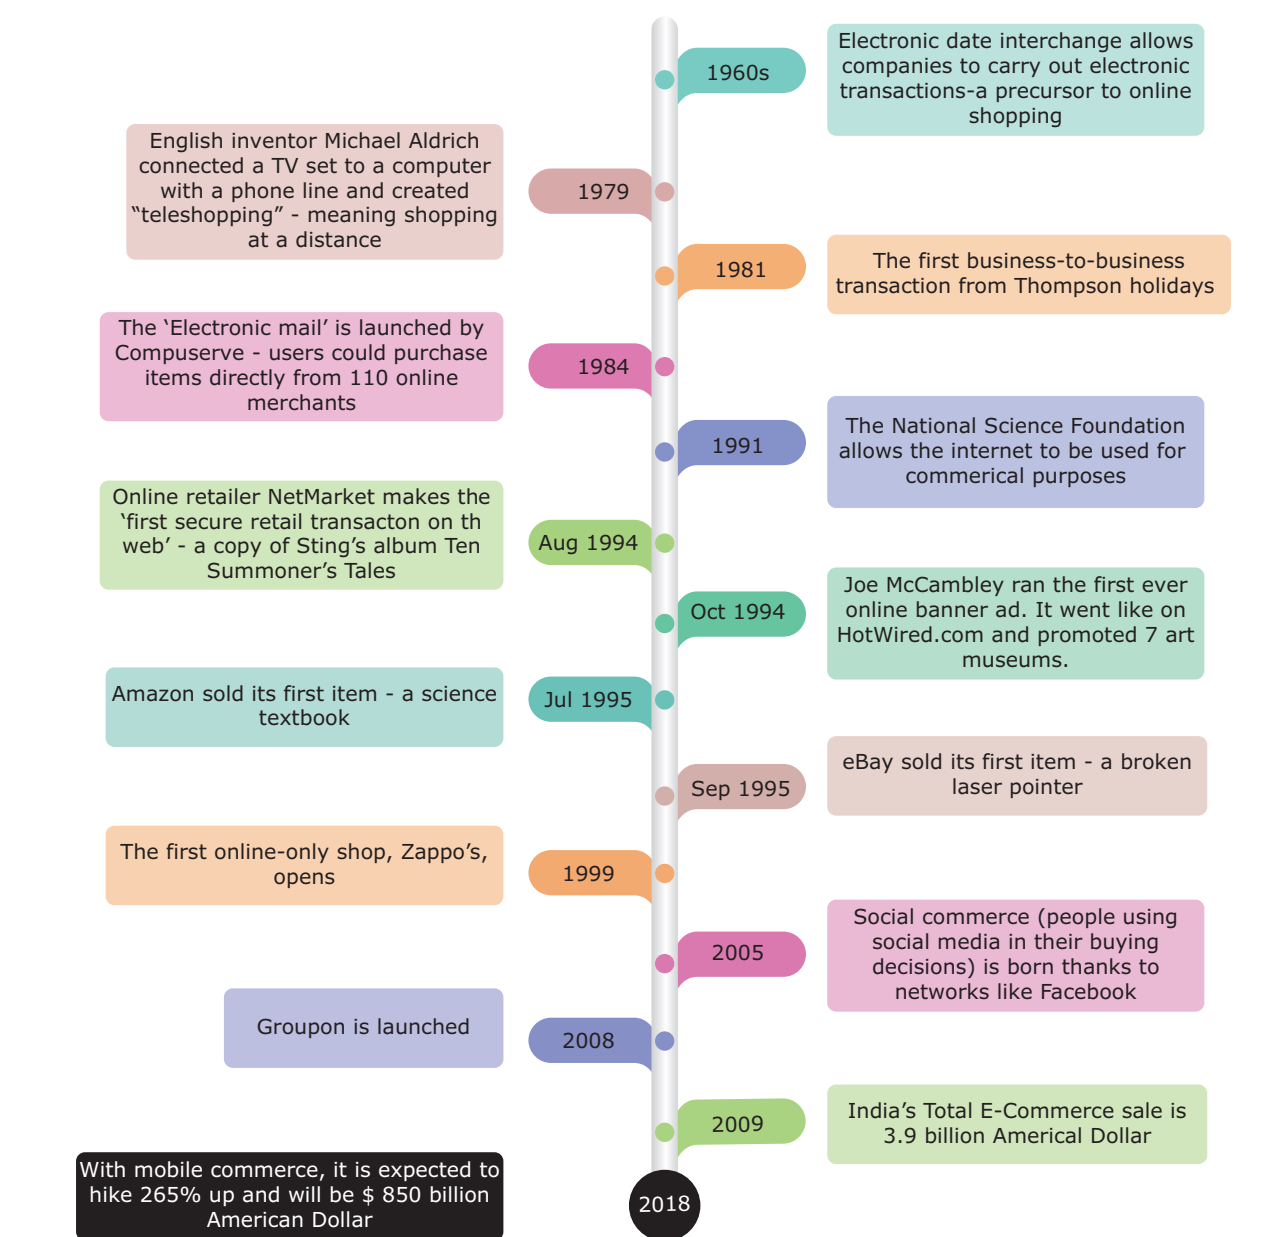 1960s
Electronic date interchange allows
companies to carry out electronic
transactions-a precursor to online
shopping
English inventor Michael Aldrich
connected a TV set to a computer
with a phone line and created
“teleshopping” - meaning shopping
at a distance
1979
1981
The first business-to-business
transaction from Thompson holidays
The ‘Electronic mail’ is launched by
Compuserve - users could purchase
items directly from 110 online
merchants
1984
1991
The National Science Foundation
allows the internet to be used for
commerical purposes
Online retailer NetMarket makes the
‘first secure retail transacton on th
web’ - a copy of Sting’s album Ten
Summoner’s Tales
Aug 1994
Oct 1994
Joe McCambley ran the first ever
online banner ad. It went like on
HotWired.com and promoted 7 art
museums.
Amazon sold its first item - a science
textbook
Jul 1995
Sep 1995
eBay sold its first item - a broken
laser pointer
The first online-only shop, Zappo’s,
opens
1999
2005
Social commerce (people using
social media in their buying
decisions) is born thanks to
networks like Facebook
Groupon is launched
2008
2009
India’s Total E-Commerce sale is
3.9 billion Americal Dollar
With mobile commerce, it is expected to
hike 265% up and will be $ 850 billion
American Dollar
2018